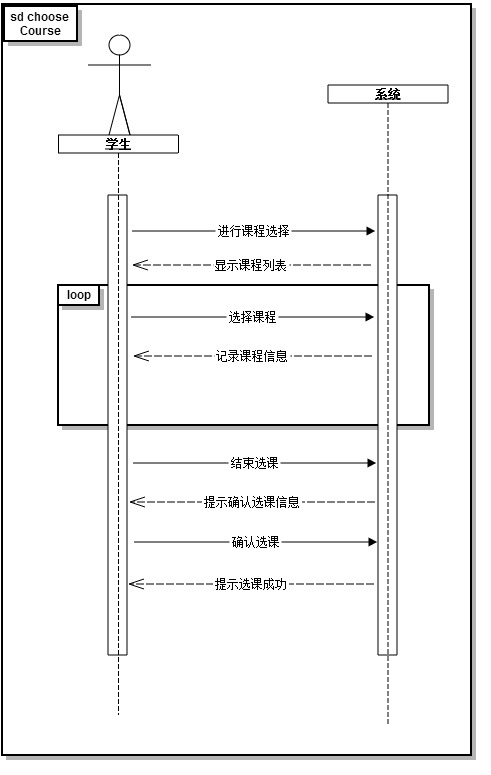 sd choose
Course
系统
学生
进行课程选择
显示课程列表
loop
选择课程
记录课程信息
结束选课
提示确认选课信息
确认选课
提示选课成功